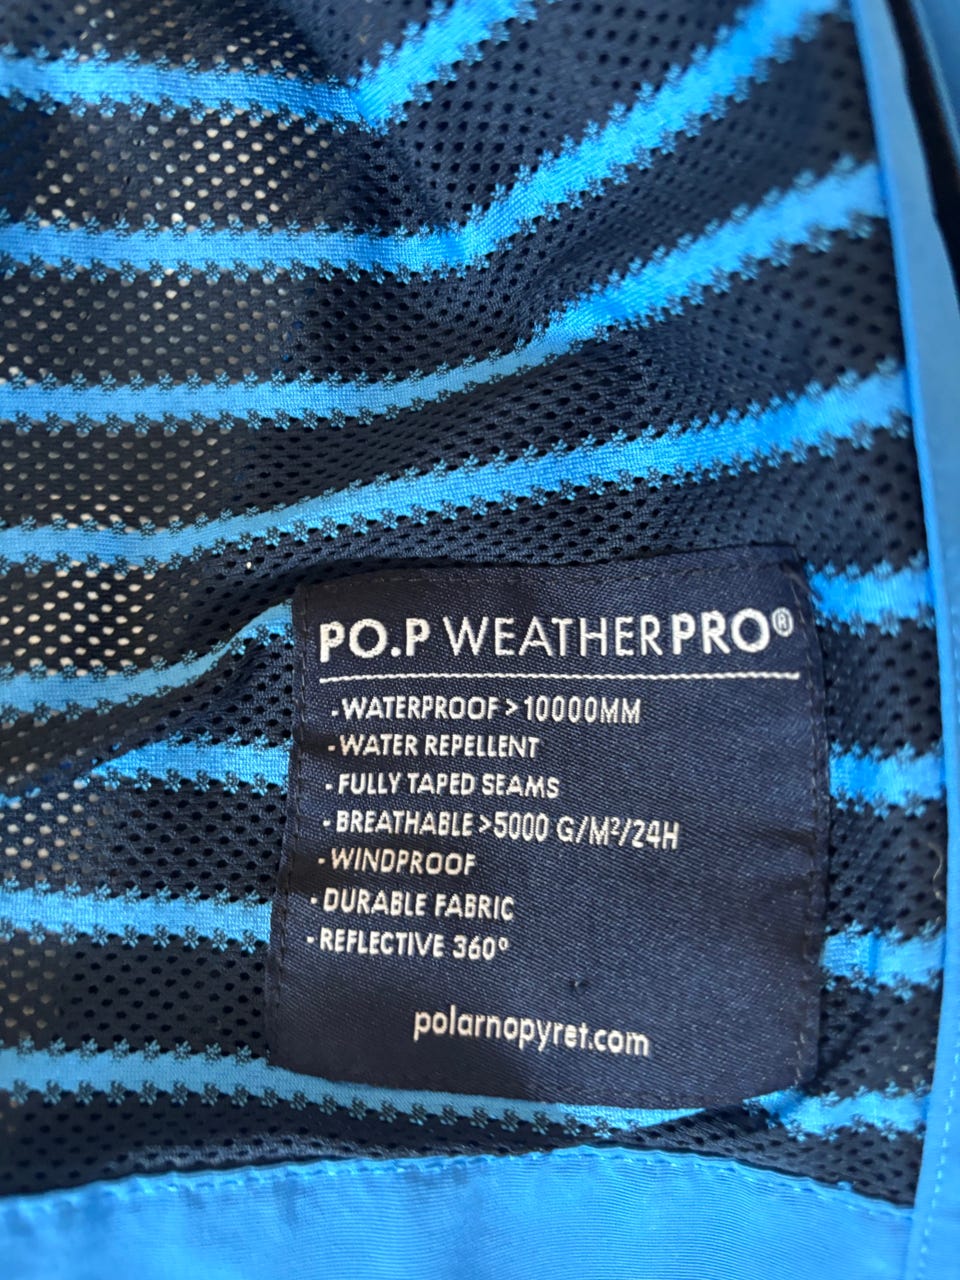 PO.P WEATHERPRO®
- WATERPROOF > 10000MM
- WATER REPELLENT
- FULLY TAPED SEAMS
- BREATHABLE >5000 G/M²/24H
- WINDPROOF
- DURABLE FABRIC
- REFLECTIVE 360°
polarnopyret.com